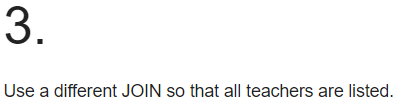 3.
Use a different JOIN so that all teachers are listed.